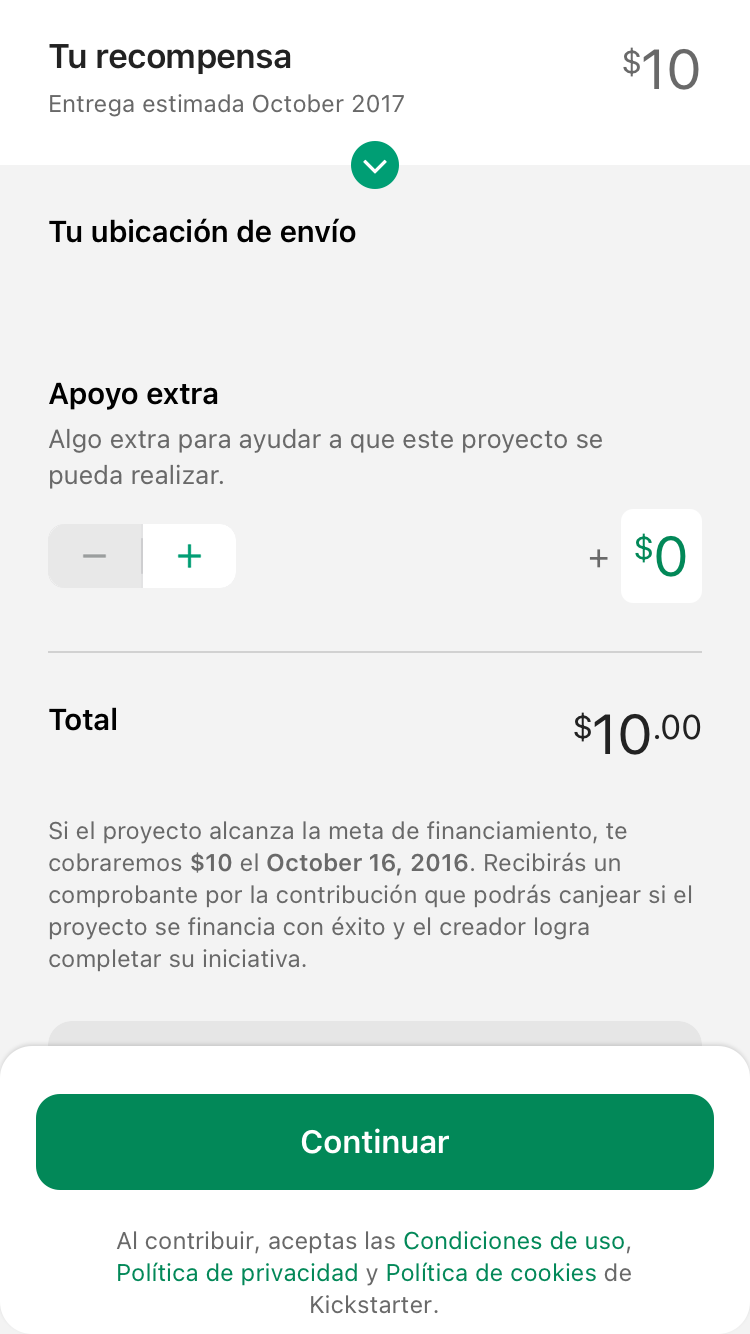 Tu recompensa
$10
Entrega estimada October 2017
Tu ubicación de envío
Apoyo extra
Algo extra para ayudar a que este proyecto se
pueda realizar.
− +
+ $0
Total
$10.00
Si el proyecto alcanza la meta de financiamiento, te
cobraremos $10 el October 16, 2016. Recibirás un
comprobante por la contribución que podrás canjear si el
proyecto se financia con éxito y el creador logra
completar su iniciativa.
Continuar
Al contribuir, aceptas las Condiciones de uso,
Política de privacidad y Política de cookies de
Kickstarter.